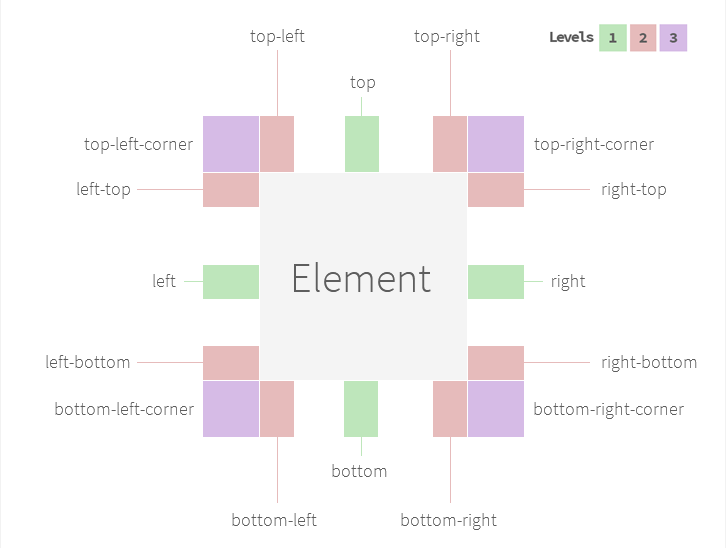 top-left
top-right
Levels 1 2 3
top
top-left-corner
top-right-corner
left-top
right-top
left
Element
right
left-bottom
right-bottom
bottom-left-corner
bottom-right-corner
bottom
bottom-left
bottom-right